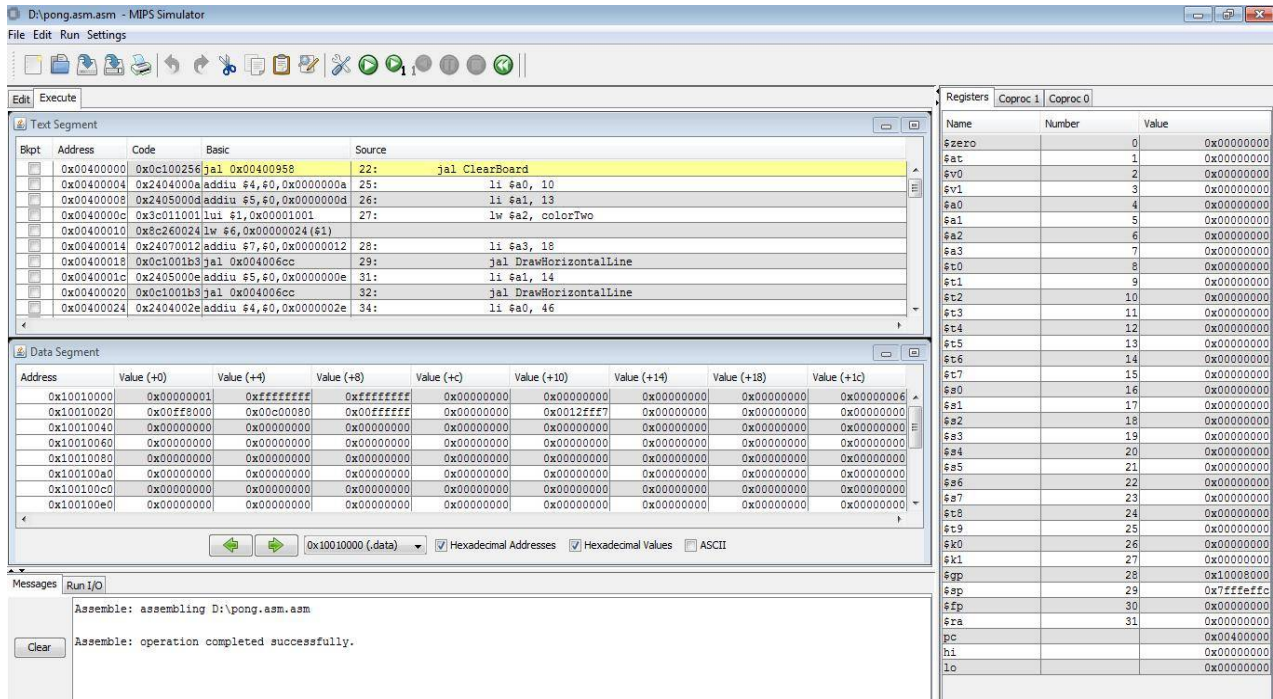 D:\pong.asm.asm - MIPS Simulator
File Edit Run Settings
Edit Execute
Text Segment
Bkpt Address Code Basic Source
0x00400000 0x0c100256 jal 0x00400958 22: jal ClearBoard
0x00400004 0x2404000a addiu $4,$0,0x0000000a 25: li $a0, 10
0x00400008 0x2405000d addiu $5,$0,0x0000000d 26: li $a1, 13
0x0040000c 0x3c011001 lui $1,0x00001001 27: lw $a2, colorTwo
0x00400010 0x8c260024 lw $6,0x00000024($1)
0x00400014 0x24070012 addiu $7,$0,0x00000012 28: li $a3, 18
0x00400018 0x0c1001b3 jal 0x004006cc 29: jal DrawHorizontalLine
0x0040001c 0x2405000e addiu $5,$0,0x0000000e 31: li $a1, 14
0x00400020 0x0c1001b3 jal 0x004006cc 32: jal DrawHorizontalLine
0x00400024 0x2404002e addiu $4,$0,0x0000002e 34: li $a0, 46
Data Segment
Address Value (+0) Value (+4) Value (+8) Value (+c) Value (+10) Value (+14) Value (+18) Value (+1c)
0x10010000 0x00000001 0xffffffff 0xffffffff 0x00000000 0x00000000 0x00000000 0x00000000 0x00000006
0x10010020 0x00ff8000 0x00c00080 0x00ffffff 0x00000000 0x0012fff7 0x00000000 0x00000000 0x00000000
0x10010040 0x00000000 0x00000000 0x00000000 0x00000000 0x00000000 0x00000000 0x00000000 0x00000000
0x10010060 0x00000000 0x00000000 0x00000000 0x00000000 0x00000000 0x00000000 0x00000000 0x00000000
0x10010080 0x00000000 0x00000000 0x00000000 0x00000000 0x00000000 0x00000000 0x00000000 0x00000000
0x100100a0 0x00000000 0x00000000 0x00000000 0x00000000 0x00000000 0x00000000 0x00000000 0x00000000
0x100100c0 0x00000000 0x00000000 0x00000000 0x00000000 0x00000000 0x00000000 0x00000000 0x00000000
0x100100e0 0x00000000 0x00000000 0x00000000 0x00000000 0x00000000 0x00000000 0x00000000 0x00000000
0x10010000 (.data) Hexadecimal Addresses Hexadecimal Values ASCII
Messages Run I/O
Assemble: assembling D:\pong.asm.asm
Assemble: operation completed successfully.
Clear
Registers Coproc 1 Coproc 0
Name Number Value
$zero 0 0x00000000
$at 1 0x00000000
$v0 2 0x00000000
$v1 3 0x00000000
$a0 4 0x00000000
$a1 5 0x00000000
$a2 6 0x00000000
$a3 7 0x00000000
$t0 8 0x00000000
$t1 9 0x00000000
$t2 10 0x00000000
$t3 11 0x00000000
$t4 12 0x00000000
$t5 13 0x00000000
$t6 14 0x00000000
$t7 15 0x00000000
$s0 16 0x00000000
$s1 17 0x00000000
$s2 18 0x00000000
$s3 19 0x00000000
$s4 20 0x00000000
$s5 21 0x00000000
$s6 22 0x00000000
$s7 23 0x00000000
$t8 24 0x00000000
$t9 25 0x00000000
$k0 26 0x00000000
$k1 27 0x00000000
$gp 28 0x10008000
$sp 29 0x7fffeffc
$fp 30 0x00000000
$ra 31 0x00000000
pc 0x00400000
hi 0x00000000
lo 0x00000000